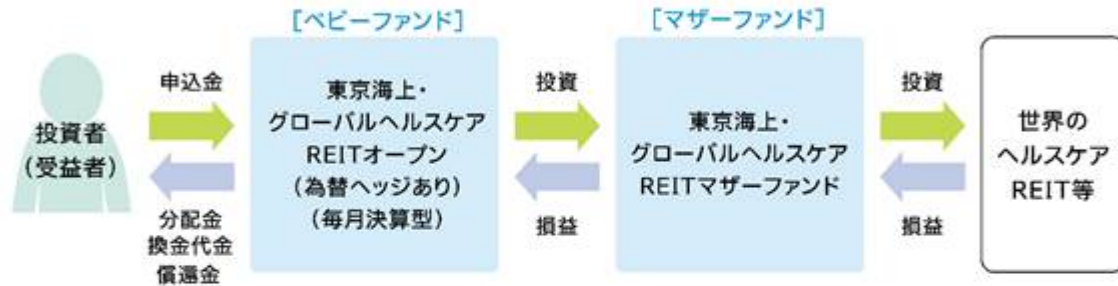 [ベビーファンド]
[マザーファンド]
投資者
(受益者)
申込金
分配金
換金代金
償還金
東京海上・
グローバルヘルスケア
REITオープン
(為替ヘッジあり)
(毎月決算型)
投資
損益
東京海上・
グローバルヘルスケア
REITマザーファンド
投資
損益
世界の
ヘルスケア
REIT等